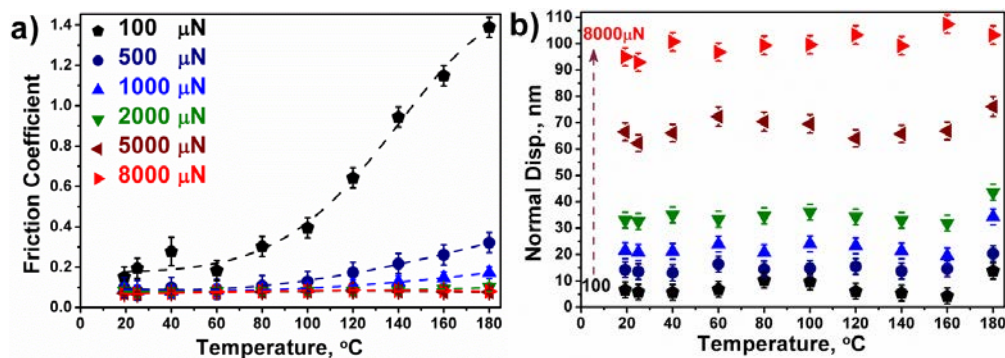 a)
100 µN
500 µN
1000 µN
2000 µN
5000 µN
8000 µN
Friction Coefficient
1.4
1.2
1.0
0.8
0.6
0.4
0.2
0.0
0 20 40 60 80 100 120 140 160 180
Temperature, °C
b)
8000µN
100
Normal Disp., nm
110
100
90
80
70
60
50
40
30
20
10
0
0 20 40 60 80 100 120 140 160 180
Temperature, °C